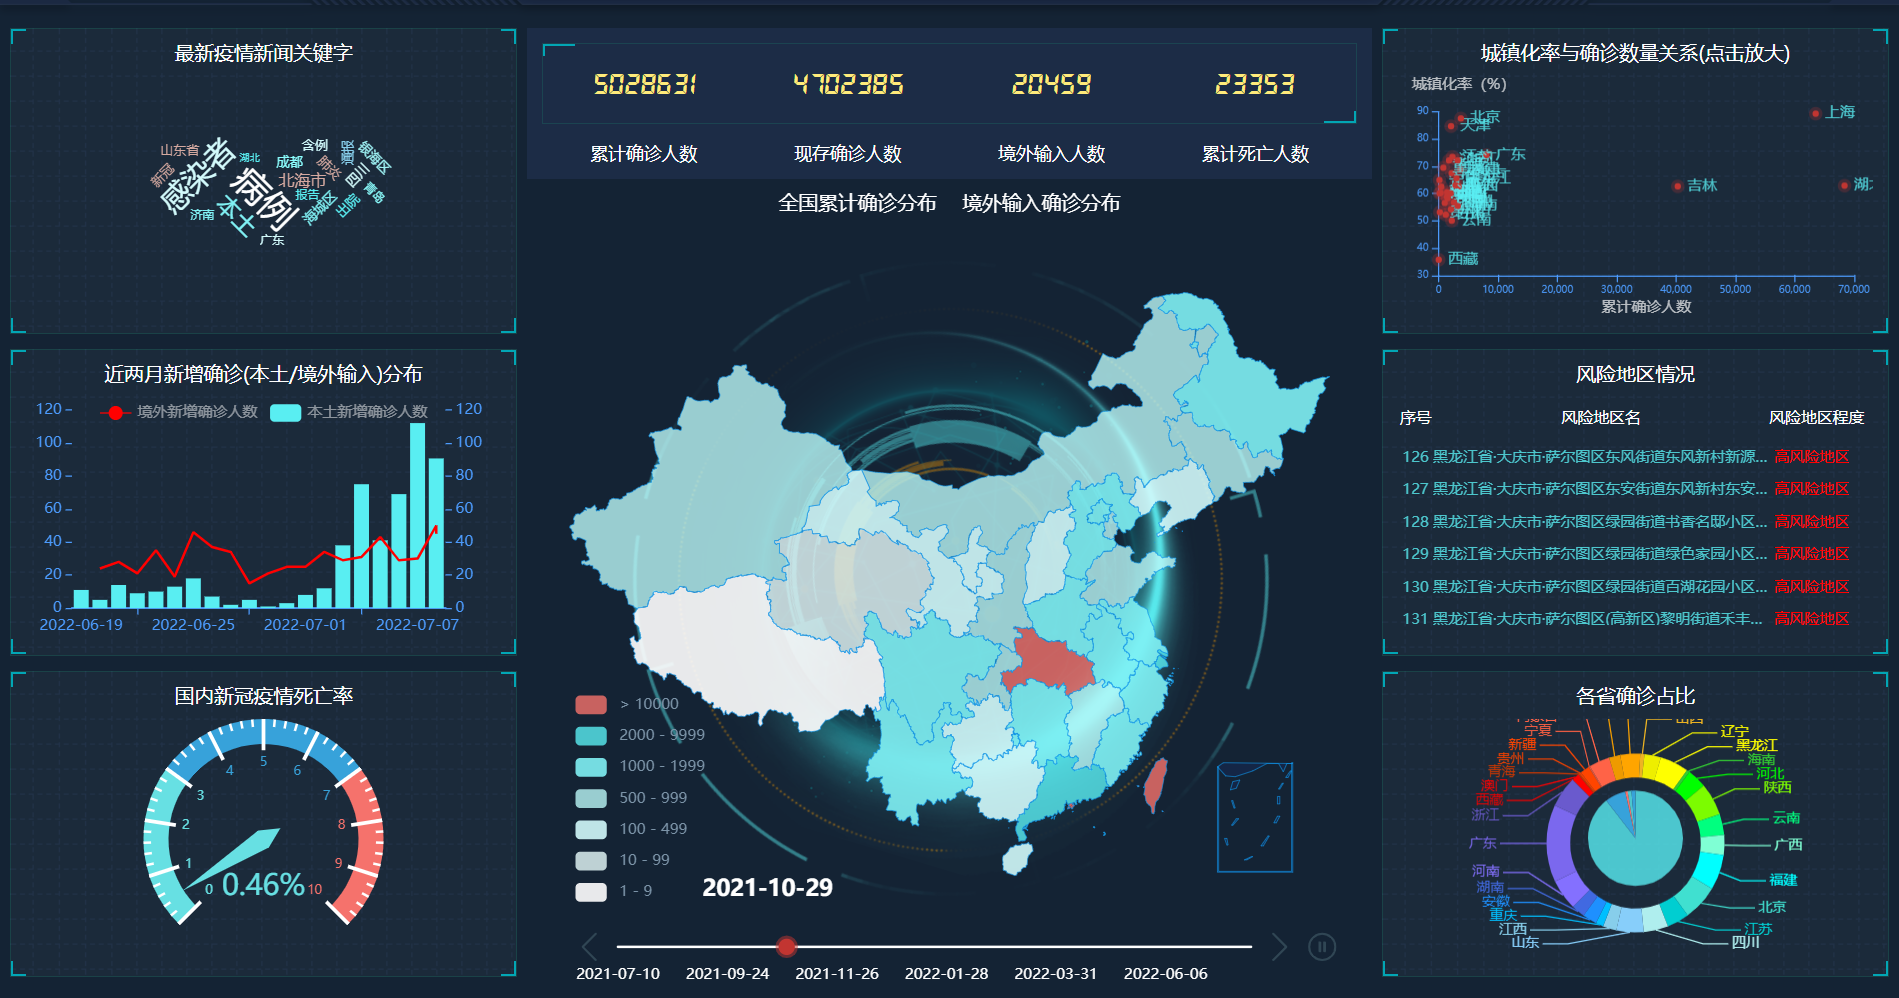 最新疫情新闻关键字
山东省
感染者
湖北
含例
通报
银海区
新冠
成都
陕京
病例
北海市
四川
青岛
报告
济南
本土
海城区
出院
广东
近两月新增确诊(本土/境外输入)分布
境外新增确诊人数 本土新增确诊人数
120 120
100 100
80 80
60 60
40 40
20 20
0 0
2022-06-19 2022-06-25 2022-07-01 2022-07-07
国内新冠疫情死亡率
0 1 2 3 4 5 6 7 8 9 10
0.46%
5028631 4702385 20459 23353
累计确诊人数 现存确诊人数 境外输入人数 累计死亡人数
全国累计确诊分布 境外输入确诊分布
> 10000
2000 - 9999
1000 - 1999
500 - 999
100 - 499
10 - 99
1 - 9
2021-10-29
2021-07-10 2021-09-24 2021-11-26 2022-01-28 2022-03-31 2022-06-06
城镇化率与确诊数量关系(点击放大)
城镇化率（%）
90
80
70
60
50
40
30
北京
天津
上海
广东
吉林
云南
西藏
0 10,000 20,000 30,000 40,000 50,000 60,000 70,000
累计确诊人数
风险地区情况
序号 风险地区名 风险地区程度
126 黑龙江省·大庆市·萨尔图区东风街道东风新村新源... 高风险地区
127 黑龙江省·大庆市·萨尔图区东安街道东风新村东安... 高风险地区
128 黑龙江省·大庆市·萨尔图区绿园街道书香名邸小区... 高风险地区
129 黑龙江省·大庆市·萨尔图区绿园街道绿色家园小区... 高风险地区
130 黑龙江省·大庆市·萨尔图区绿园街道百湖花园小区... 高风险地区
131 黑龙江省·大庆市·萨尔图区(高新区)黎明街道禾丰... 高风险地区
各省确诊占比
宁夏
新疆
贵州
青海
澳门
西藏
浙江
广东
河南
湖南
安徽
重庆
江西
山东
辽宁
黑龙江
海南
河北
陕西
云南
广西
福建
北京
江苏
四川